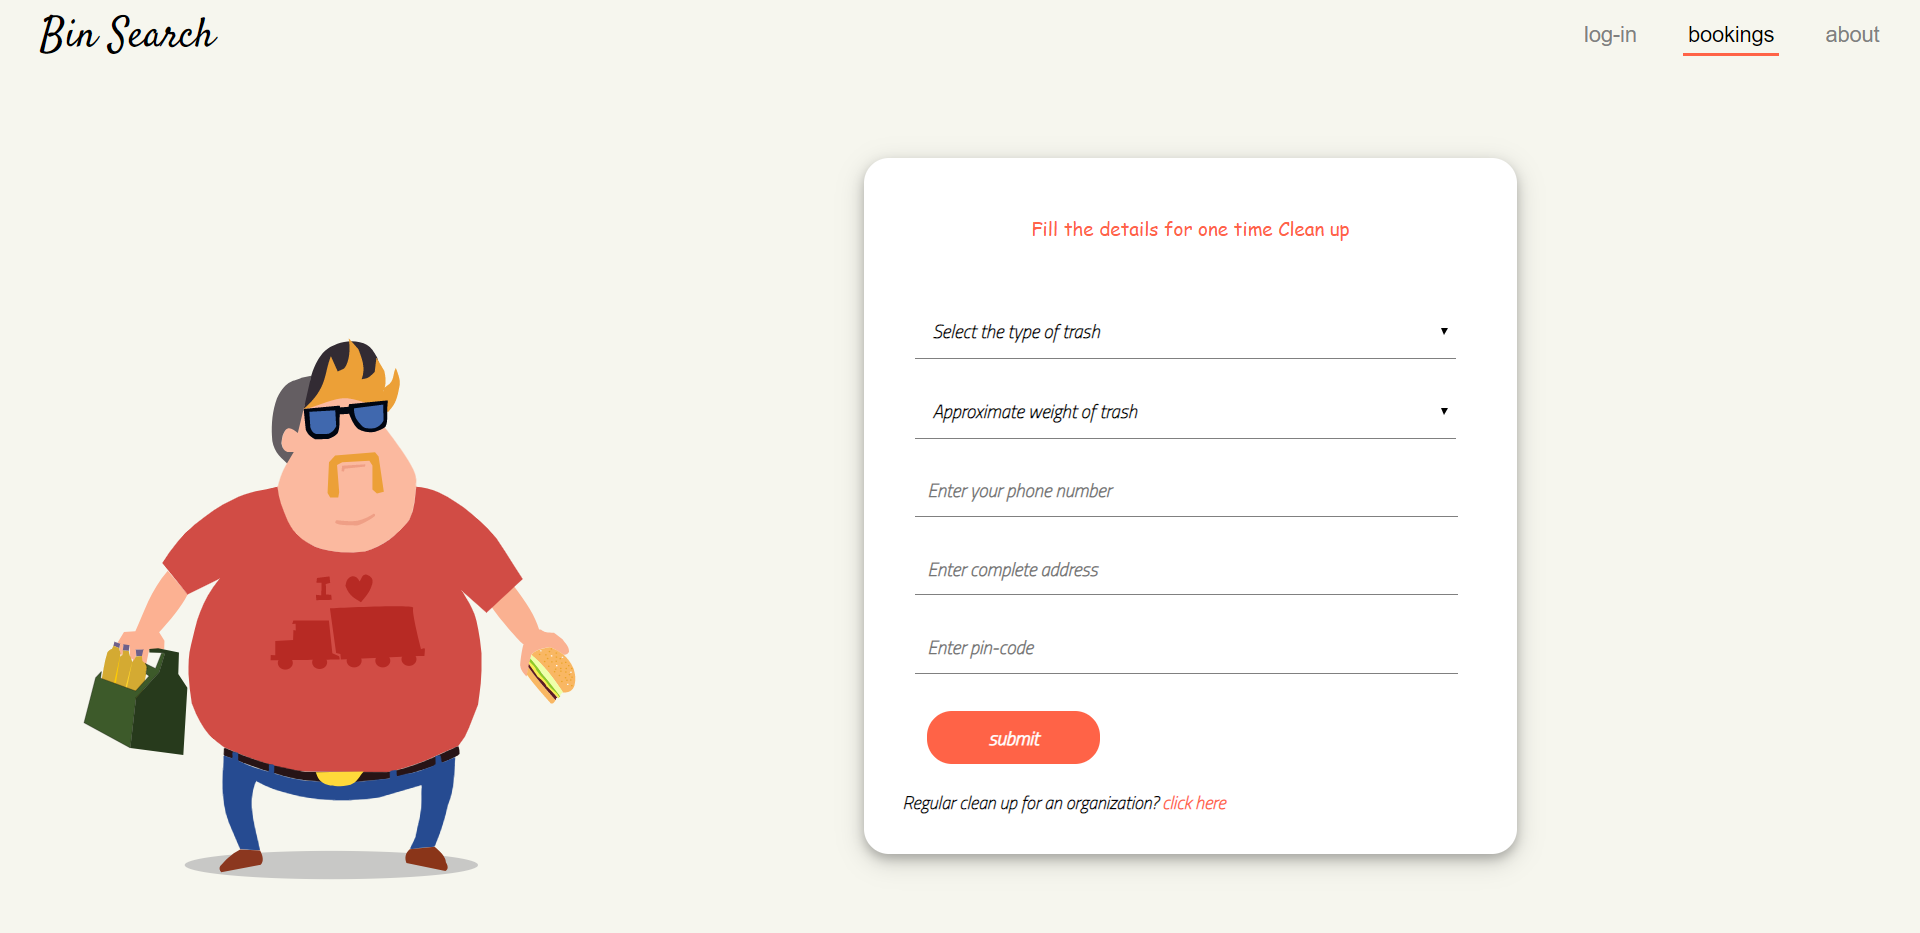 Bin Search
log-in bookings about
Fill the details for one time Clean up
Select the type of trash
Approximate weight of trash
Enter your phone number
Enter complete address
Enter pin-code
submit
Regular clean up for an organization? click here
I ♥